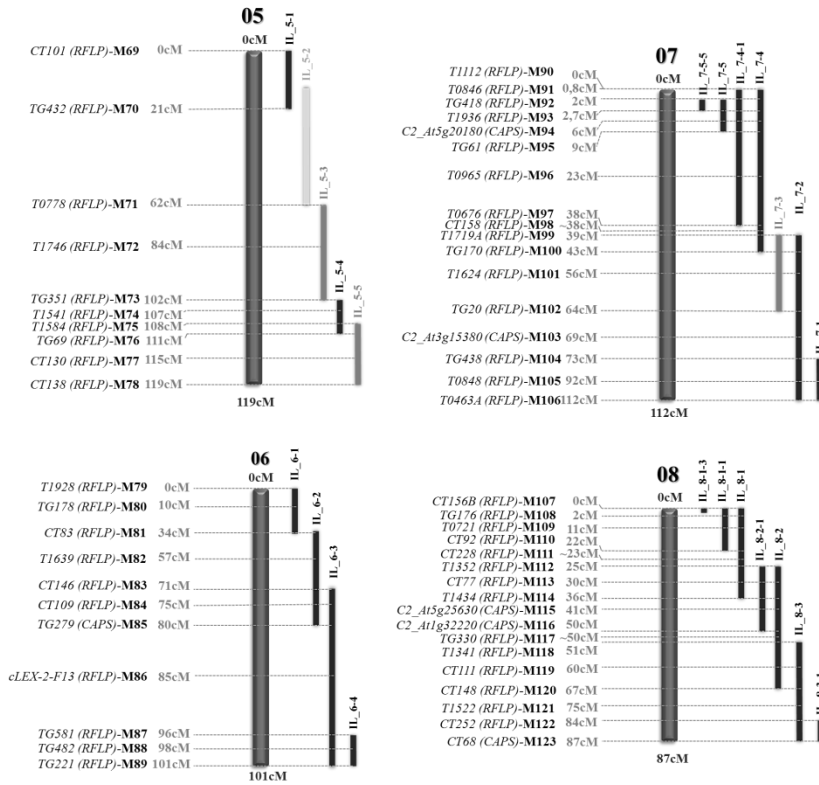 05
0cM
IL_5-1
IL_5-2
IL_5-3
IL_5-4
IL_5-5
CT101 (RFLP)-M69 0cM
TG432 (RFLP)-M70 21cM
T0778 (RFLP)-M71 62cM
T1746 (RFLP)-M72 84cM
TG351 (RFLP)-M73 102cM
T1541 (RFLP)-M74 107cM
T1584 (RFLP)-M75 108cM
TG69 (RFLP)-M76 111cM
CT130 (RFLP)-M77 115cM
CT138 (RFLP)-M78 119cM
119cM
07
0cM
IL_7-5-5
IL_7-5
IL_7-4-1
IL_7-4
IL_7-3
IL_7-2
IL_7-1
T1112 (RFLP)-M90 0cM
T0846 (RFLP)-M91 0,8cM
TG418 (RFLP)-M92 2cM
T1936 (RFLP)-M93 2,7cM
C2_At5g20180 (CAPS)-M94 6cM
TG61 (RFLP)-M95 9cM
T0965 (RFLP)-M96 23cM
T0676 (RFLP)-M97 38cM
CT158 (RFLP)-M98 ~38cM
T1719A (RFLP)-M99 39cM
TG170 (RFLP)-M100 43cM
T1624 (RFLP)-M101 56cM
TG20 (RFLP)-M102 64cM
C2_At3g15380 (CAPS)-M103 69cM
TG438 (RFLP)-M104 73cM
T0848 (RFLP)-M105 92cM
T0463A (RFLP)-M106 112cM
112cM
06
0cM
IL_6-1
IL_6-2
IL_6-3
IL_6-4
T1928 (RFLP)-M79 0cM
TG178 (RFLP)-M80 10cM
CT83 (RFLP)-M81 34cM
T1639 (RFLP)-M82 57cM
CT146 (RFLP)-M83 71cM
CT109 (RFLP)-M84 75cM
TG279 (CAPS)-M85 80cM
cLEX-2-F13 (RFLP)-M86 85cM
TG581 (RFLP)-M87 96cM
TG482 (RFLP)-M88 98cM
TG221 (RFLP)-M89 101cM
101cM
08
0cM
IL_8-1-3
IL_8-1-1
IL_8-1
IL_8-2-1
IL_8-2
IL_8-3
CT156B (RFLP)-M107 0cM
TG176 (RFLP)-M108 2cM
T0721 (RFLP)-M109 11cM
CT92 (RFLP)-M110 22cM
CT228 (RFLP)-M111 ~23cM
T1352 (RFLP)-M112 25cM
CT77 (RFLP)-M113 30cM
T1434 (RFLP)-M114 36cM
C2_At5g25630 (CAPS)-M115 41cM
C2_At1g32220 (CAPS)-M116 50cM
TG330 (RFLP)-M117 ~50cM
T1341 (RFLP)-M118 51cM
CT111 (RFLP)-M119 60cM
CT148 (RFLP)-M120 67cM
T1522 (RFLP)-M121 75cM
CT252 (RFLP)-M122 84cM
CT68 (CAPS)-M123 87cM
87cM